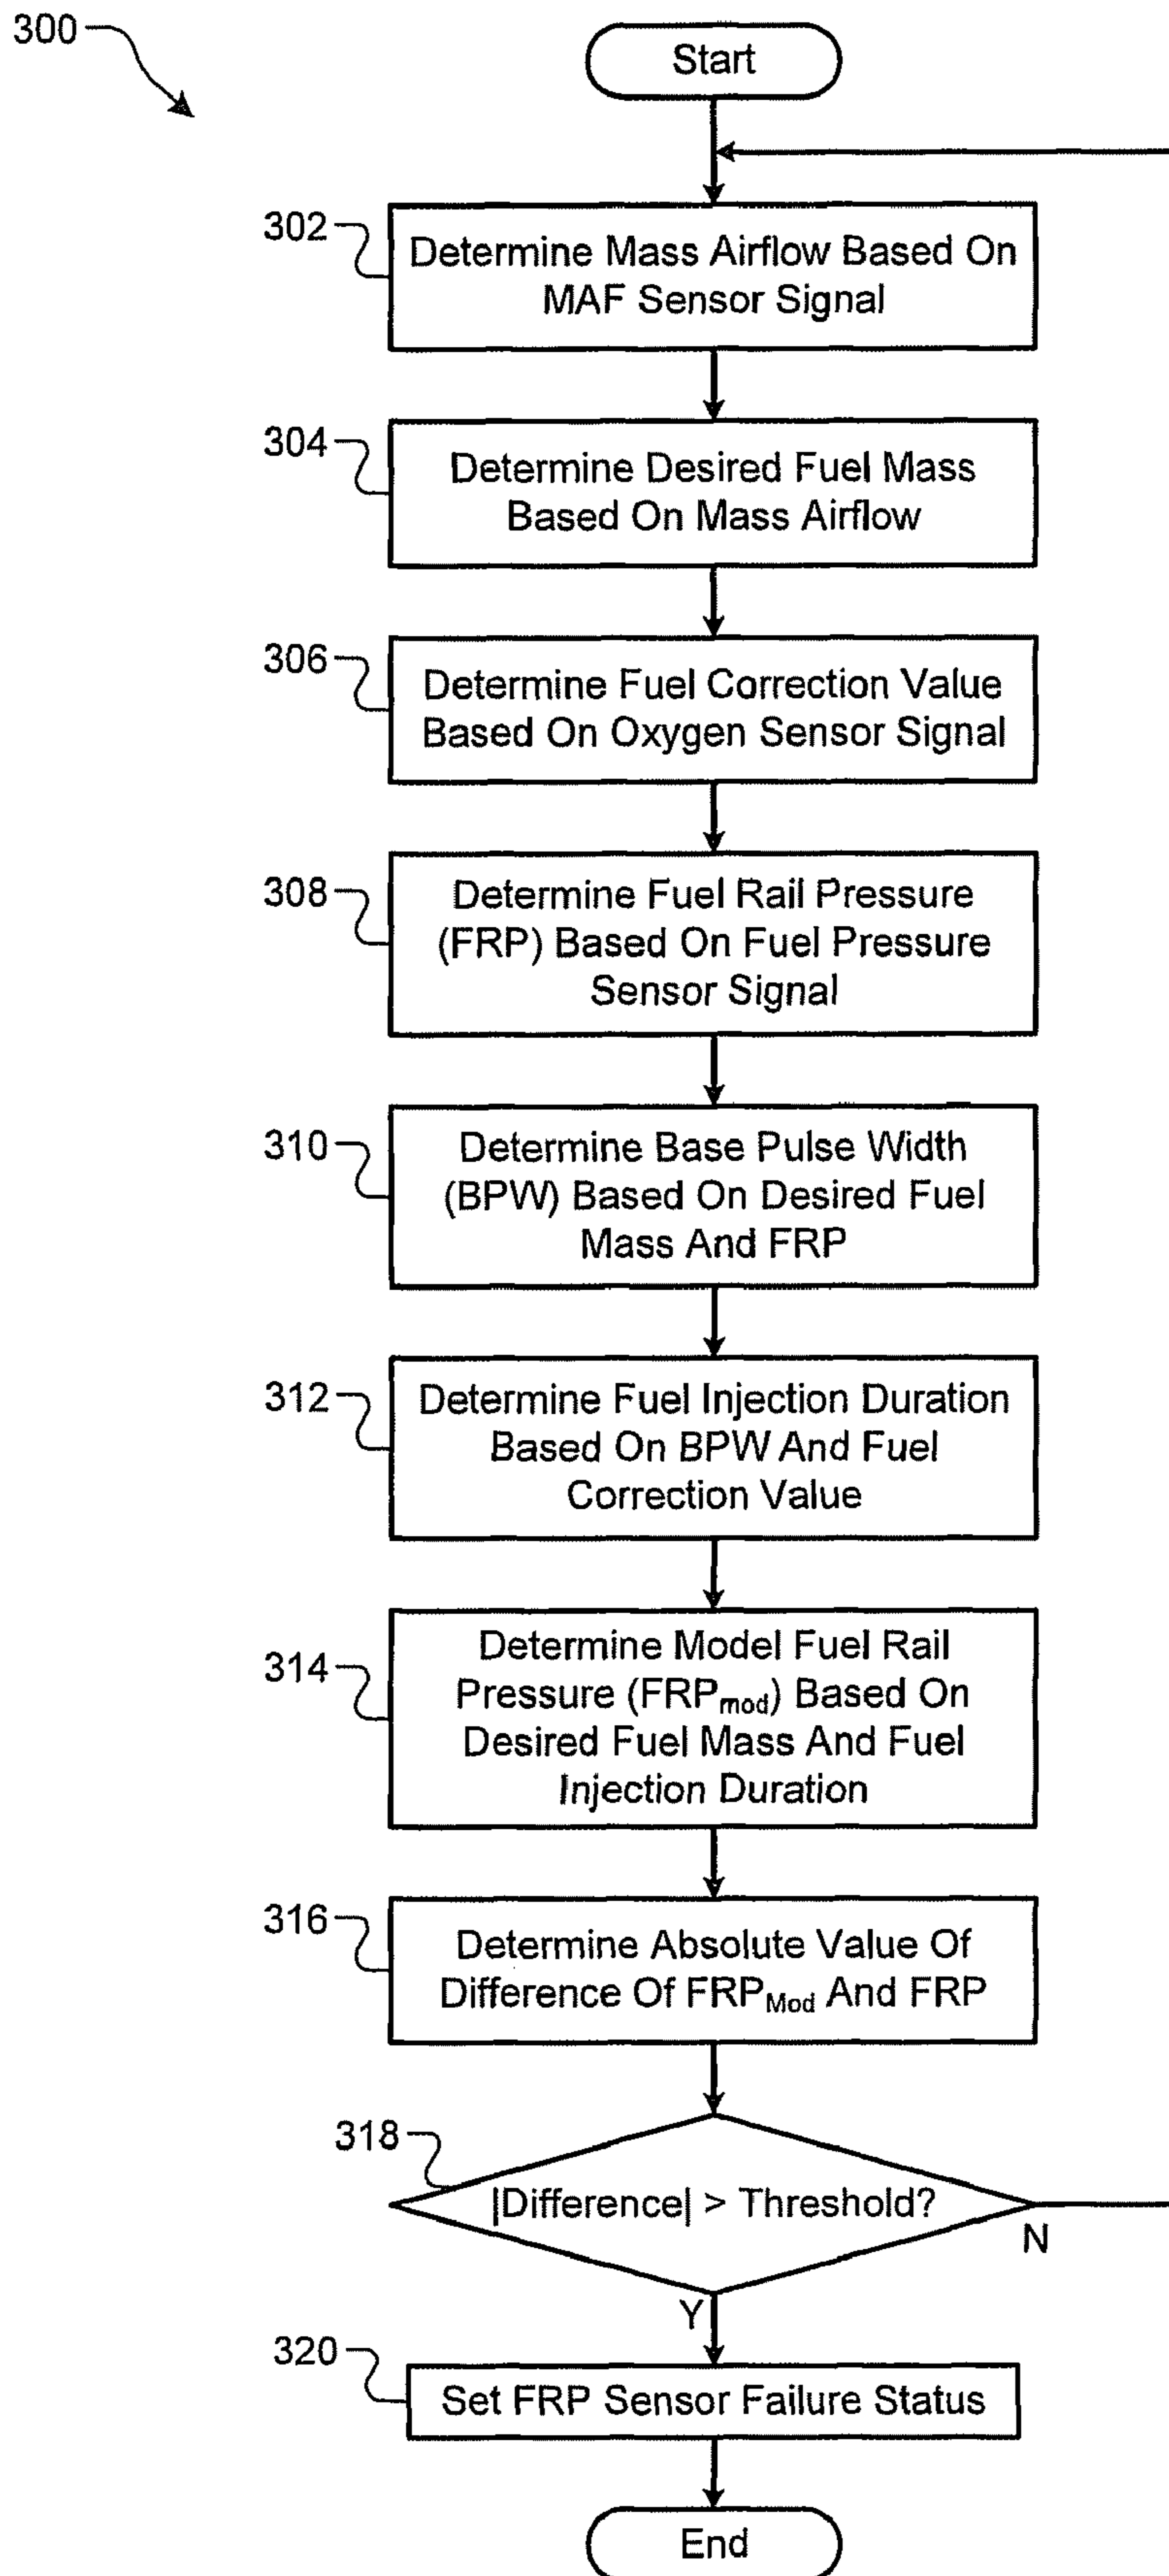 300
Start
302
Determine Mass Airflow Based On
MAF Sensor Signal
304
Determine Desired Fuel Mass
Based On Mass Airflow
306
Determine Fuel Correction Value
Based On Oxygen Sensor Signal
308
Determine Fuel Rail Pressure
(FRP) Based On Fuel Pressure
Sensor Signal
310
Determine Base Pulse Width
(BPW) Based On Desired Fuel
Mass And FRP
312
Determine Fuel Injection Duration
Based On BPW And Fuel
Correction Value
314
Determine Model Fuel Rail
Pressure (FRPmod) Based On
Desired Fuel Mass And Fuel
Injection Duration
316
Determine Absolute Value Of
Difference Of FRPMod And FRP
318
|Difference| > Threshold?
N
Y
320
Set FRP Sensor Failure Status
End